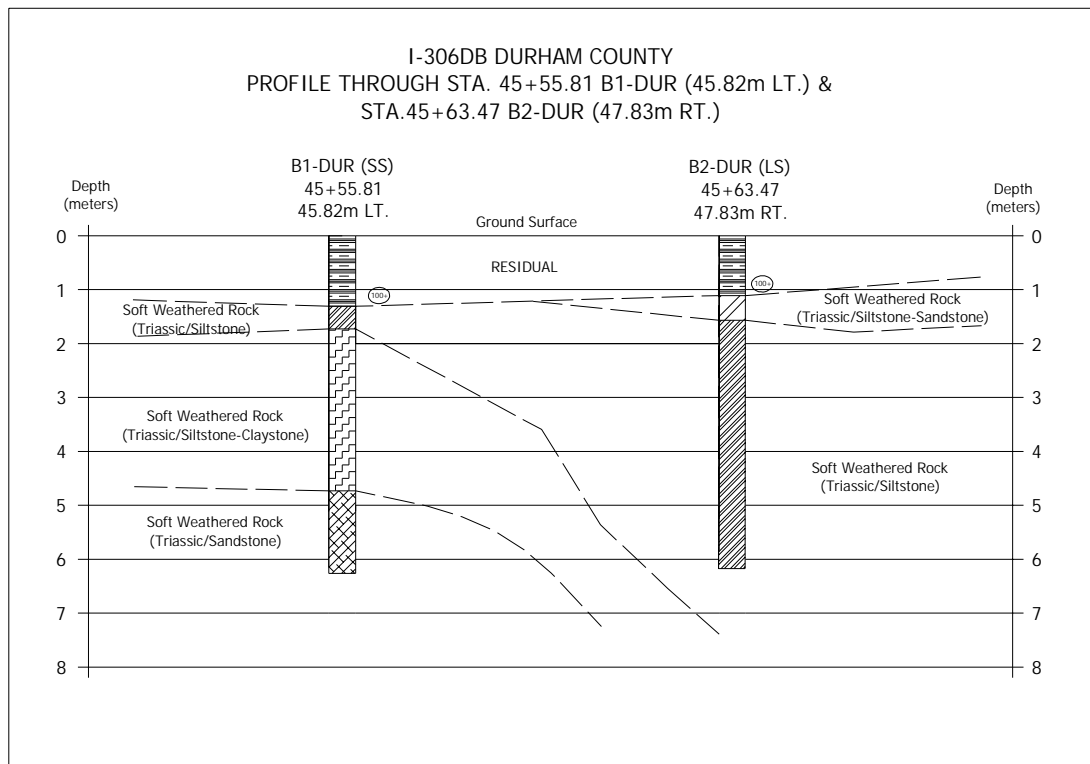 I-306DB DURHAM COUNTY
PROFILE THROUGH STA. 45+55.81 B1-DUR (45.82m LT.) &
STA.45+63.47 B2-DUR (47.83m RT.)
B1-DUR (SS)
45+55.81
45.82m LT.
B2-DUR (LS)
45+63.47
47.83m RT.
Depth
(meters)
Depth
(meters)
Ground Surface
0
0
RESIDUAL
100+
100+
1
1
Soft Weathered Rock
(Triassic/Siltstone)
Soft Weathered Rock
(Triassic/Siltstone-Sandstone)
2
2
3
3
Soft Weathered Rock
(Triassic/Siltstone-Claystone)
4
4
Soft Weathered Rock
(Triassic/Siltstone)
5
5
Soft Weathered Rock
(Triassic/Sandstone)
6
6
7
7
8
8